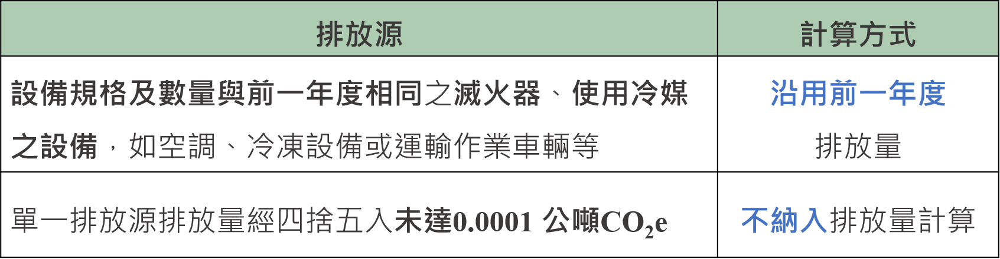 排放源
計算方式
設備規格及數量與前一年度相同之滅火器、使用冷媒
之設備，如空調、冷凍設備或運輸作業車輛等
沿用前一年度
排放量
單一排放源排放量經四捨五入未達0.0001 公噸CO₂e
不納入排放量計算